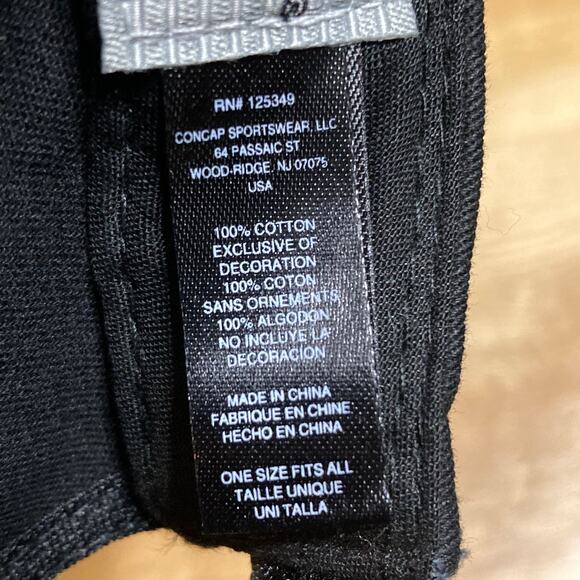 RN# 125349
CONCAP SPORTSWEAR, LLC
64 PASSAIC ST
WOOD-RIDGE, NJ 07075
USA
100% COTTON
EXCLUSIVE OF
DECORATION
100% COTON
SANS ORNEMENTS
100% ALGODON
NO INCLUYE LA
DECORACION
MADE IN CHINA
FABRIQUE EN CHINE
HECHO EN CHINA
ONE SIZE FITS ALL
TAILLE UNIQUE
UNI TALLA